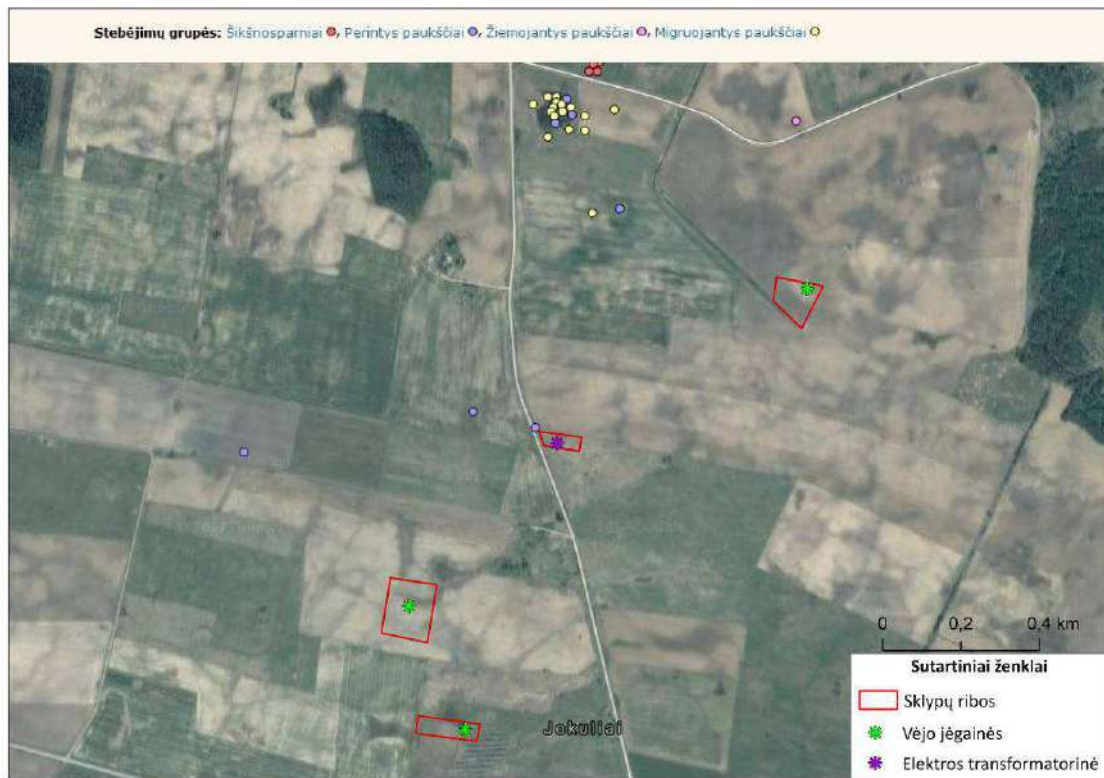 Stebėjimų grupės: Šikšnosparniai, Perintys paukščiai, Žiemojantys paukščiai, Migruojantys paukščiai
Jokuliai
0 0,2 0,4 km
Sutartiniai ženklai
Sklypų ribos
Vėjo jėgainės
Elektros transformatorinė